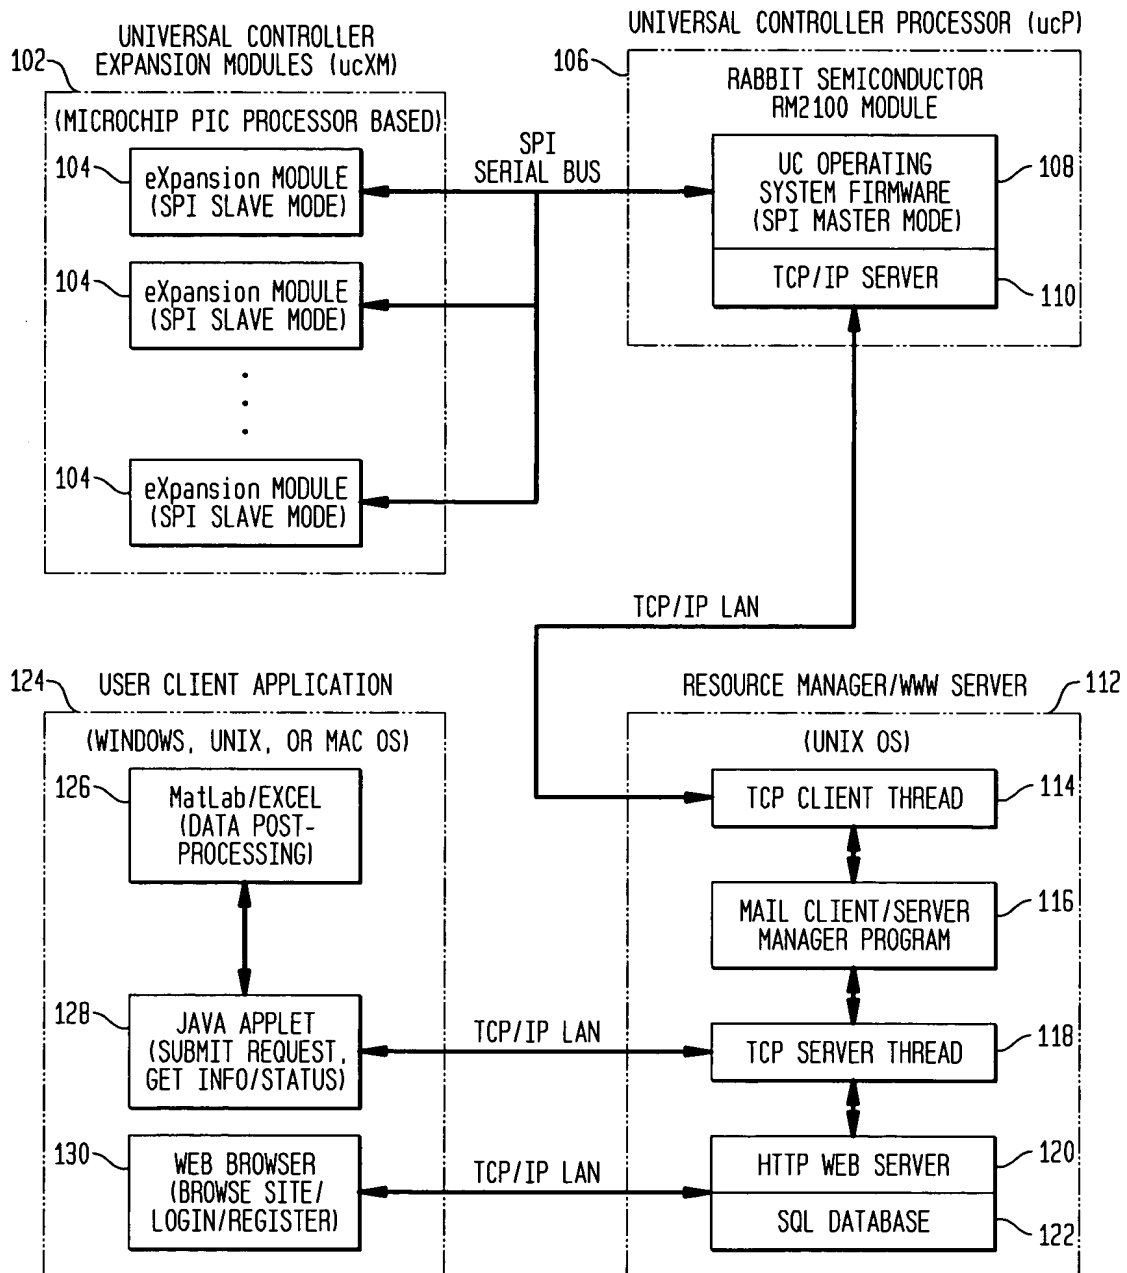 UNIVERSAL CONTROLLER
EXPANSION MODULES (ucXM)
102
(MICROCHIP PIC PROCESSOR BASED)
104
eXpansion MODULE
(SPI SLAVE MODE)
104
eXpansion MODULE
(SPI SLAVE MODE)
104
eXpansion MODULE
(SPI SLAVE MODE)
SPI
SERIAL BUS
UNIVERSAL CONTROLLER PROCESSOR (ucP)
106
RABBIT SEMICONDUCTOR
RM2100 MODULE
UC OPERATING
SYSTEM FIRMWARE
(SPI MASTER MODE)
108
TCP/IP SERVER
110
TCP/IP LAN
124
USER CLIENT APPLICATION
(WINDOWS, UNIX, OR MAC OS)
126
MatLab/EXCEL
(DATA POST-
PROCESSING)
128
JAVA APPLET
(SUBMIT REQUEST,
GET INFO/STATUS)
130
WEB BROWSER
(BROWSE SITE/
LOGIN/REGISTER)
TCP/IP LAN
TCP/IP LAN
RESOURCE MANAGER/WWW SERVER
112
(UNIX OS)
TCP CLIENT THREAD
114
MAIL CLIENT/SERVER
MANAGER PROGRAM
116
TCP SERVER THREAD
118
HTTP WEB SERVER
120
SQL DATABASE
122